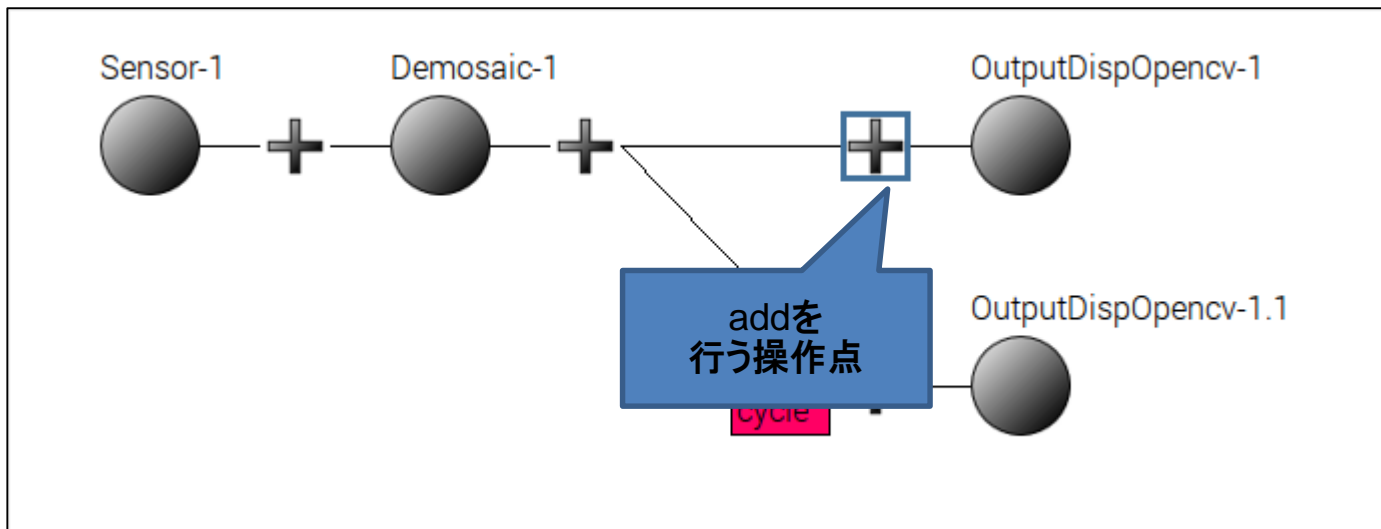 Sensor-1
Demosaic-1
OutputDispOpencv-1
addを
行う操作点
OutputDispOpencv-1.1
cycle